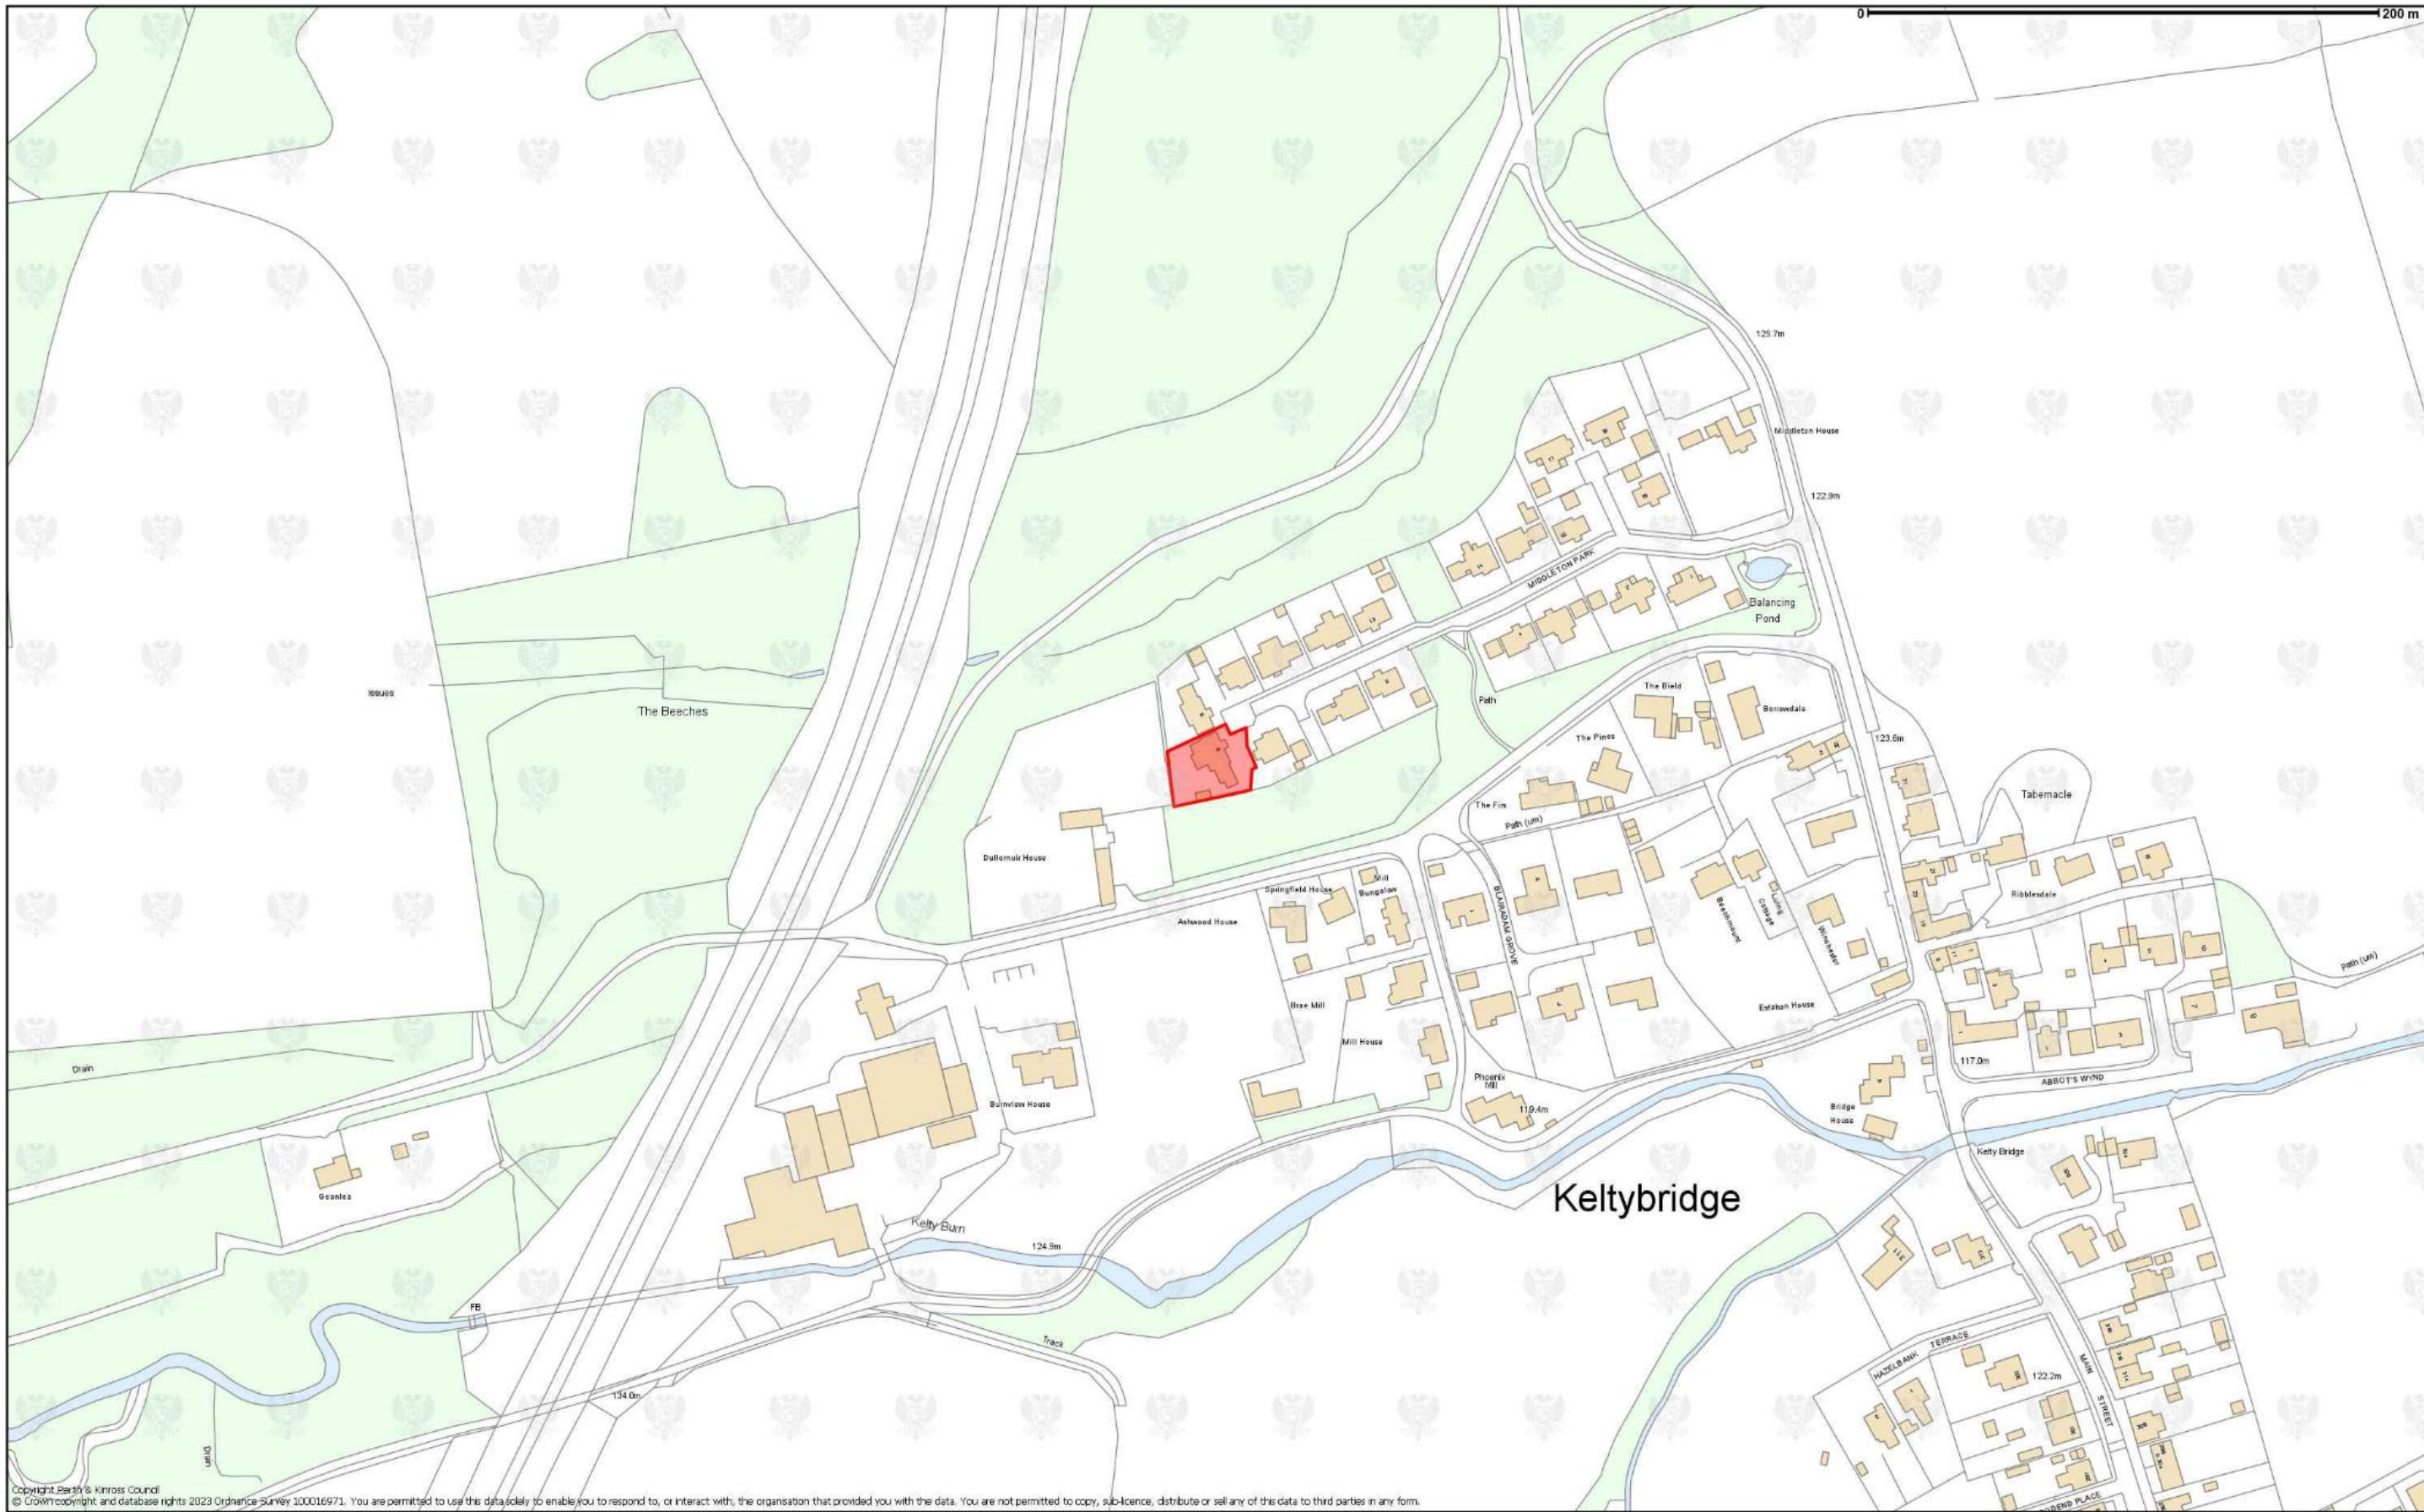 0
200 m
125.7m
Middleton House
122.9m
MIDDLETON PARK
Balancing
Pond
Issues
The Beeches
Path
The Bield
Borrowdale
The Pines
123.6m
Tabernacle
The Firs
Path (um)
Dullomuir House
Springfield House
Mill
Bungalow
Ashwood House
BLAIRADAM GROVE
Beechmount
Luing
Cottage
Winchester
Ribblesdale
Path (um)
Brae Mill
Estahan House
Mill House
Drain
117.0m
Phoenix
Mill
ABBOT'S WYND
Burnview House
119.4m
Bridge
House
Kelty Bridge
Geanlea
Keltybridge
Kelty Burn
124.9m
FB
Track
HAZELBANK TERRACE
MAIN STREET
122.2m
134.0m
Drain
Copyright Perth & Kinross Council
© Crown copyright and database rights 2023 Ordnance Survey 100016971. You are permitted to use this data solely to enable you to respond to, or interact with, the organisation that provided you with the data. You are not permitted to copy, sub-licence, distribute or sell any of this data to third parties in any form.